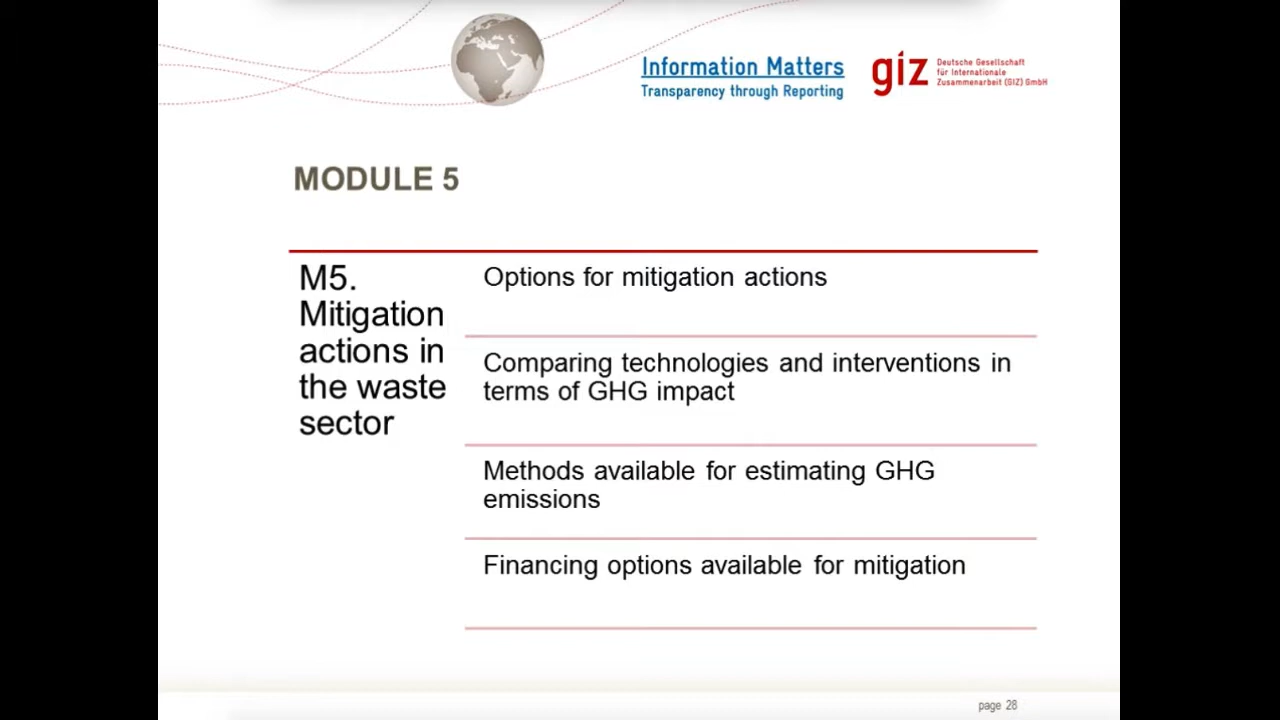 Information Matters
Transparency through Reporting
giz
Deutsche Gesellschaft
für Internationale
Zusammenarbeit (GIZ) GmbH
MODULE 5
M5.
Mitigation
actions in
the waste
sector
Options for mitigation actions
Comparing technologies and interventions in
terms of GHG impact
Methods available for estimating GHG
emissions
Financing options available for mitigation
page 28